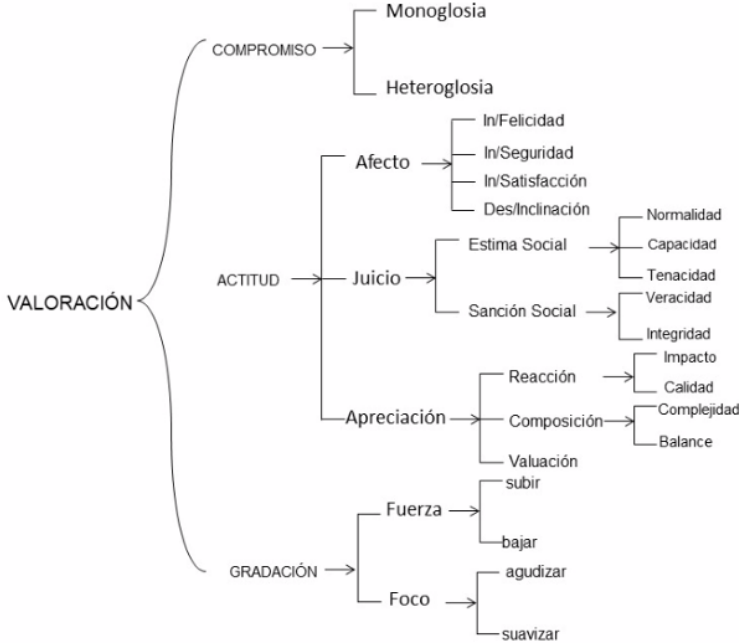 VALORACIÓN
COMPROMISO
Monoglosia
Heteroglosia
ACTITUD
Afecto
In/Felicidad
In/Seguridad
In/Satisfacción
Des/Inclinación
Juicio
Estima Social
Normalidad
Capacidad
Tenacidad
Sanción Social
Veracidad
Integridad
Apreciación
Reacción
Impacto
Calidad
Composición
Complejidad
Balance
Valuación
GRADACIÓN
Fuerza
subir
bajar
Foco
agudizar
suavizar